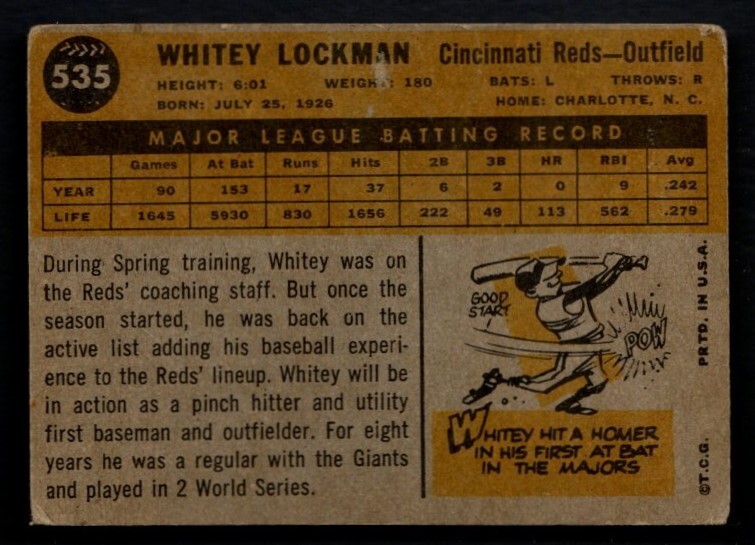 535
WHITEY LOCKMAN Cincinnati Reds—Outfield
HEIGHT: 6:01 WEIGHT: 180 BATS: L THROWS: R
BORN: JULY 25, 1926 HOME: CHARLOTTE, N. C.
MAJOR LEAGUE BATTING RECORD
Games At Bat Runs Hits 2B 3B HR RBI Avg
YEAR 90 153 17 37 6 2 0 9 .242
LIFE 1645 5930 830 1656 222 49 113 562 .279
During Spring training, Whitey was on
the Reds' coaching staff. But once the
season started, he was back on the
active list adding his baseball experi-
ence to the Reds' lineup. Whitey will be
in action as a pinch hitter and utility
first baseman and outfielder. For eight
years he was a regular with the Giants
and played in 2 World Series.
GOOD
START
POW
WHITEY HIT A HOMER
IN HIS FIRST AT BAT
IN THE MAJORS
©T.C.G. PRTD. IN U.S.A.